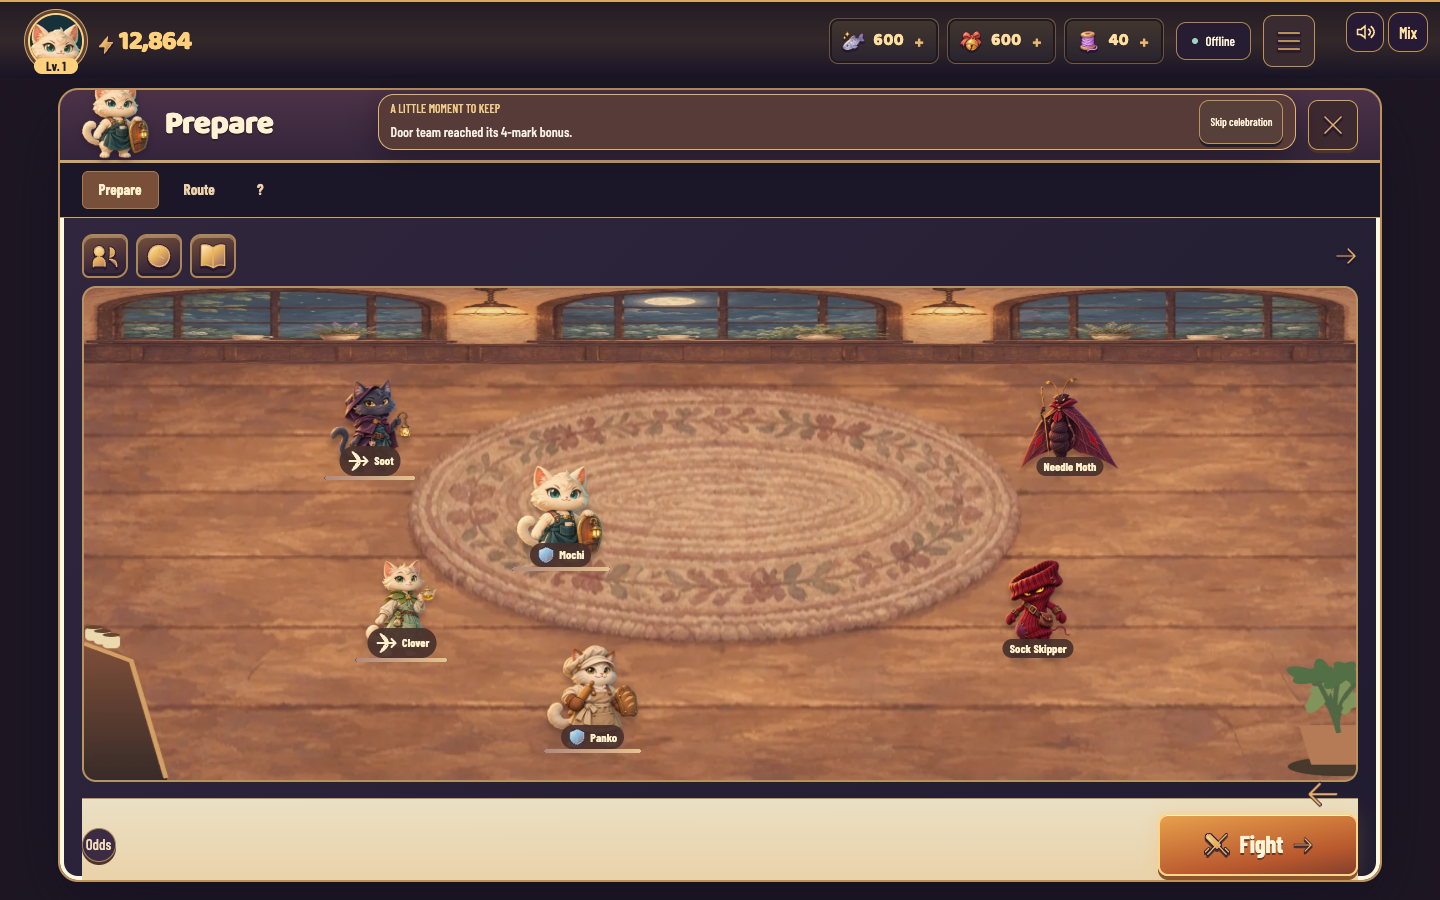 Lv. 1
12,864
600 +
600 +
40 +
Offline
Mix
Prepare
A LITTLE MOMENT TO KEEP
Door team reached its 4-mark bonus.
Skip celebration
Prepare
Route
?
Soot
Needle Moth
Mochi
Clover
Sock Skipper
Panko
Odds
Fight